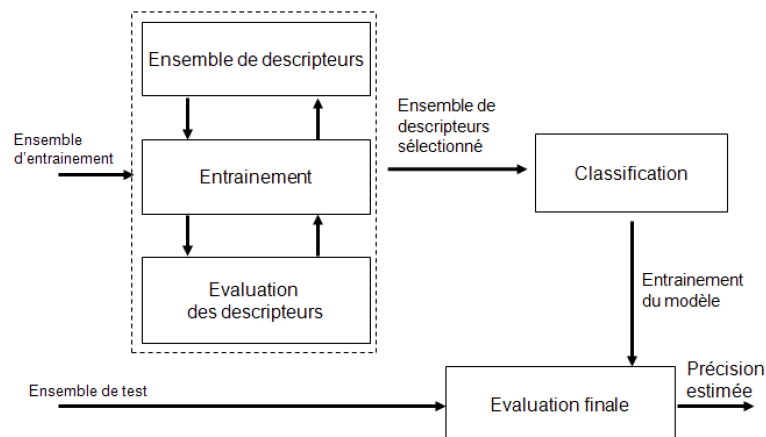 Ensemble de descripteurs
Ensemble
d'entrainement
Entrainement
Evaluation
des descripteurs
Ensemble de
descripteurs
sélectionné
Classification
Entrainement
du modèle
Ensemble de test
Evaluation finale
Précision
estimée